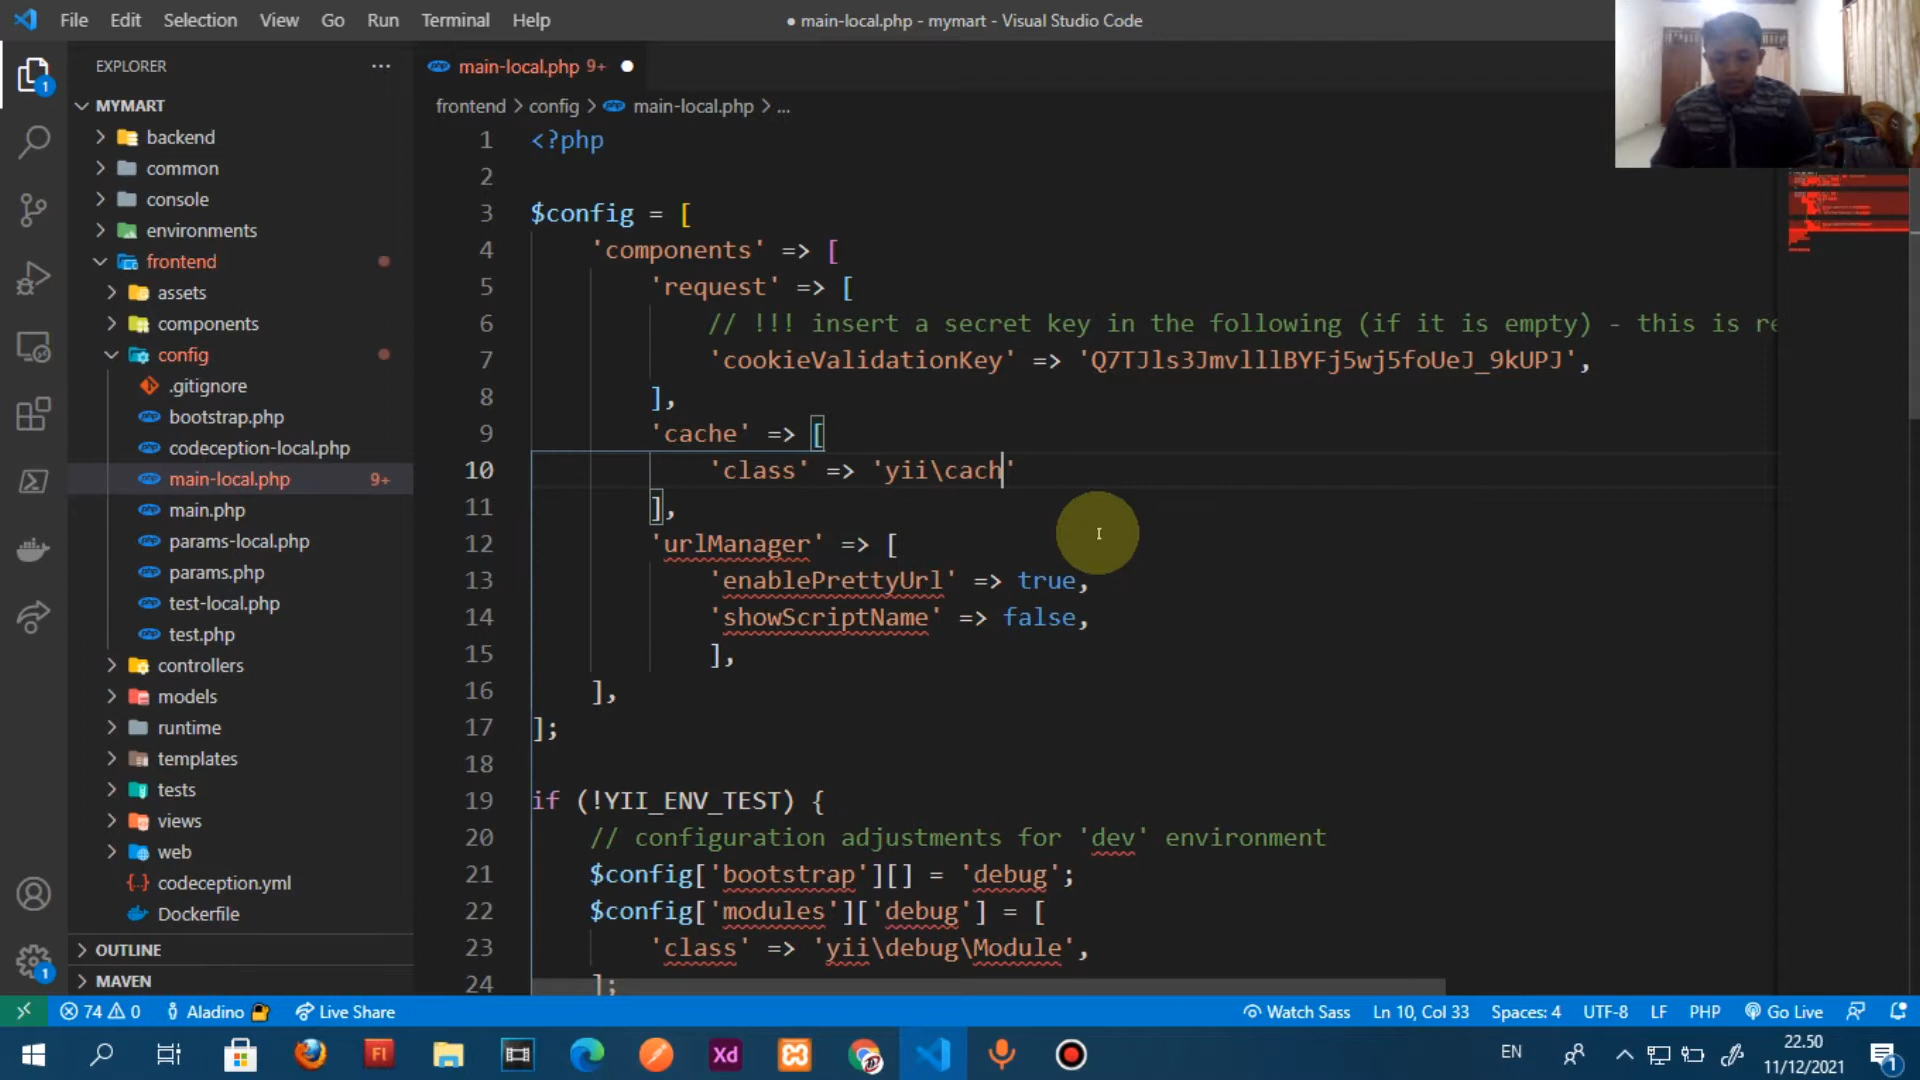 File Edit Selection View Go Run Terminal Help
● main-local.php - mymart - Visual Studio Code
EXPLORER
MYMART
backend
common
console
environments
frontend
assets
components
config
.gitignore
bootstrap.php
codeception-local.php
main-local.php 9+
main.php
params-local.php
params.php
test-local.php
test.php
controllers
models
runtime
templates
tests
views
web
codeception.yml
Dockerfile
OUTLINE
MAVEN
main-local.php 9+
frontend > config > main-local.php > ...
1 <?php
2
3 $config = [
4 'components' => [
5 'request' => [
6 // !!! insert a secret key in the following (if it is empty) - this is re
7 'cookieValidationKey' => 'Q7TJls3JmvlllBYFj5wj5foUeJ_9kUPJ',
8 ],
9 'cache' => [
10 'class' => 'yii\cach'
11 ],
12 'urlManager' => [
13 'enablePrettyUrl' => true,
14 'showScriptName' => false,
15 ],
16 ],
17 ];
18
19 if (!YII_ENV_TEST) {
20 // configuration adjustments for 'dev' environment
21 $config['bootstrap'][] = 'debug';
22 $config['modules']['debug'] = [
23 'class' => 'yii\debug\Module',
24 ];
74 0 Aladino Live Share
Watch Sass Ln 10, Col 33 Spaces: 4 UTF-8 LF PHP Go Live
EN
22.50
11/12/2021